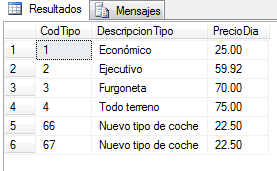 Resultados Mensajes
CodTipo DescripcionTipo PrecioDia
1 1 Económico 25.00
2 2 Ejecutivo 59.92
3 3 Furgoneta 70.00
4 4 Todo terreno 75.00
5 66 Nuevo tipo de coche 22.50
6 67 Nuevo tipo de coche 22.50